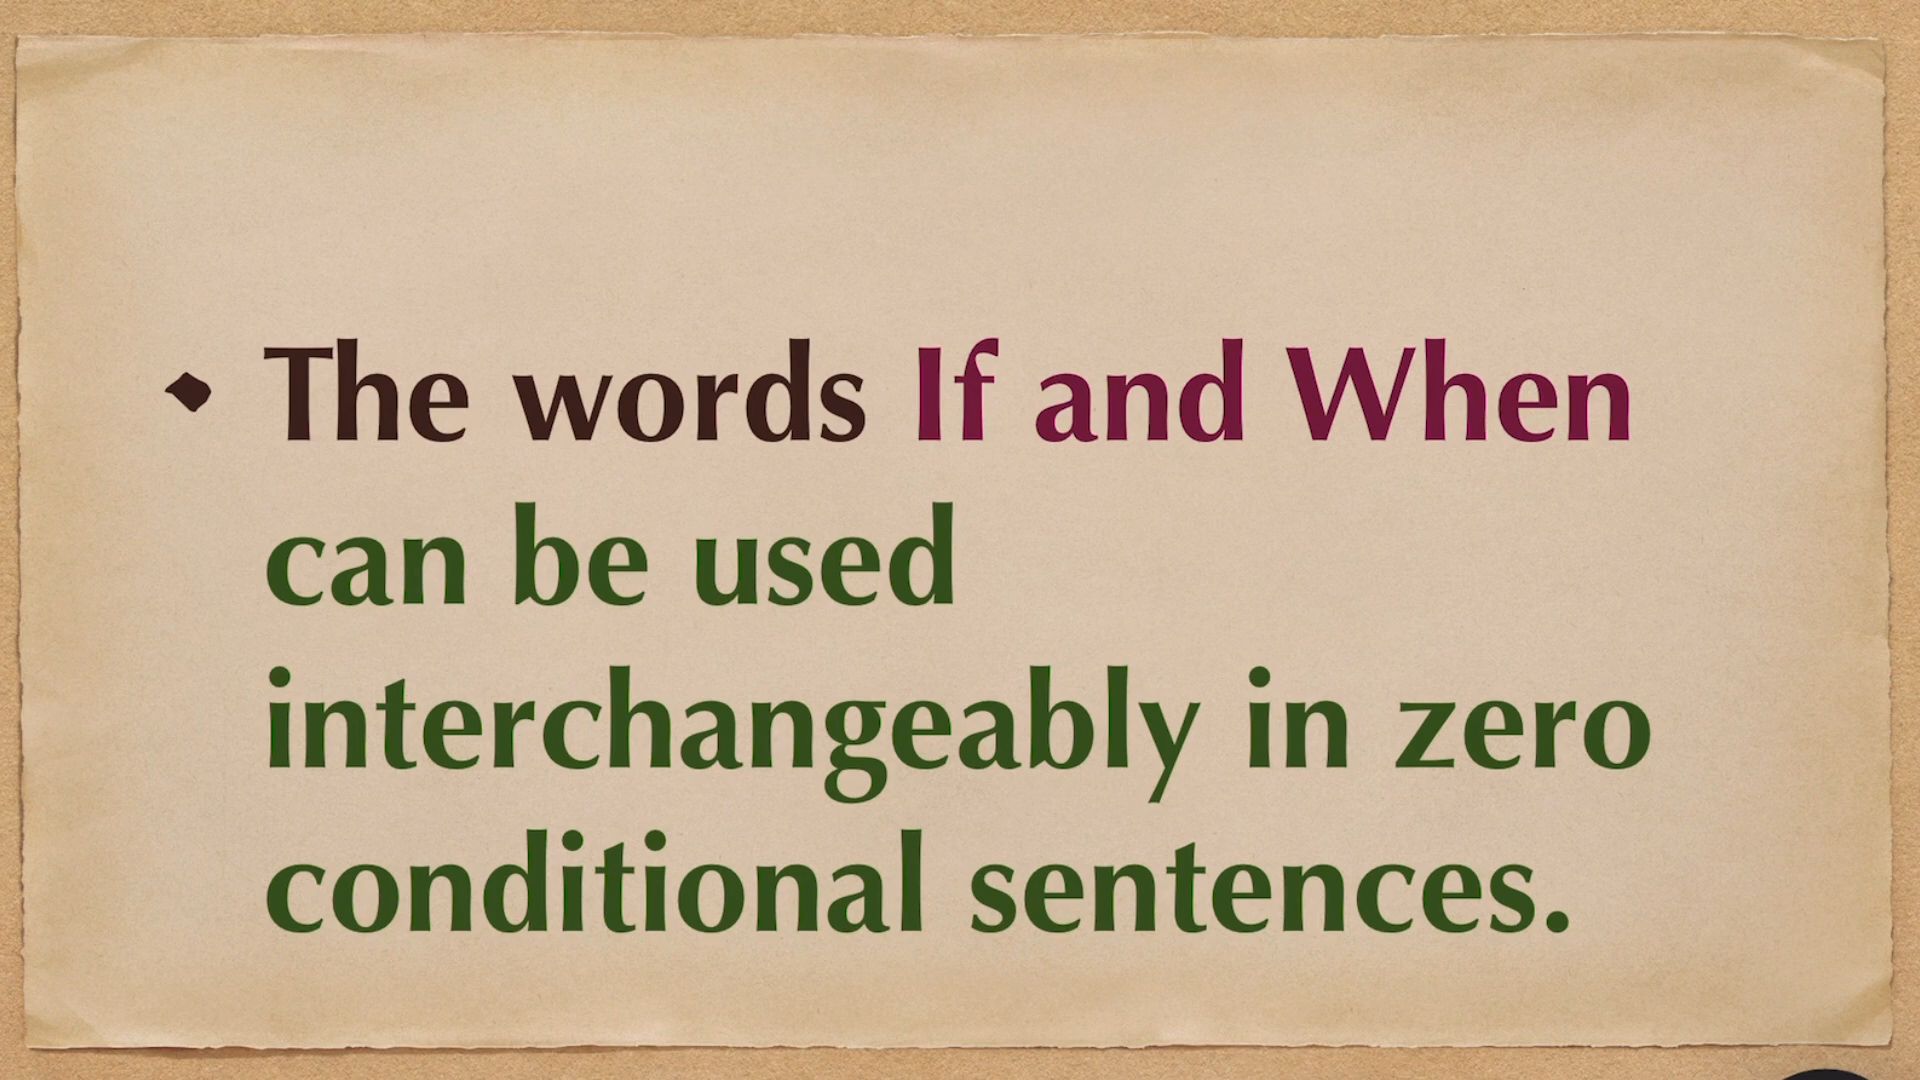 The words If and When
can be used
interchangeably in zero
conditional sentences.